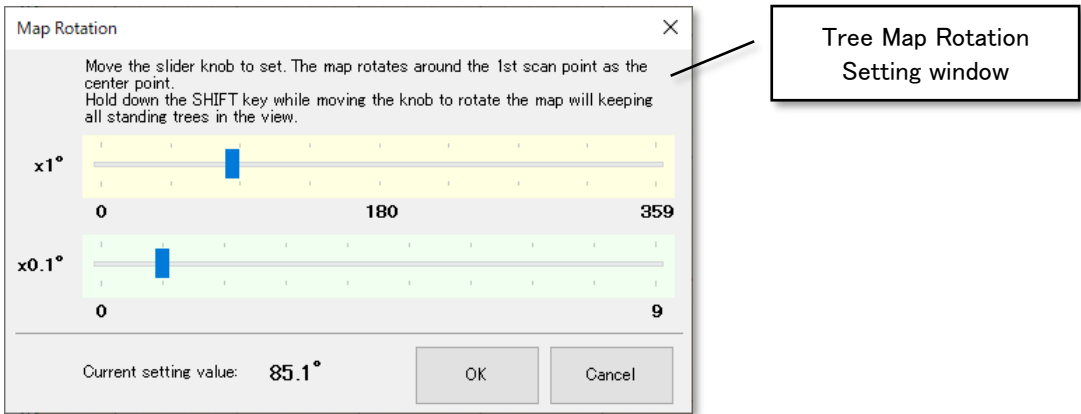 Map Rotation
Move the slider knob to set. The map rotates around the 1st scan point as the
center point.
Hold down the SHIFT key while moving the knob to rotate the map will keeping
all standing trees in the view.
x1°
0 180 359
x0.1°
0 9
Current setting value: 85.1° OK Cancel
Tree Map Rotation
Setting window